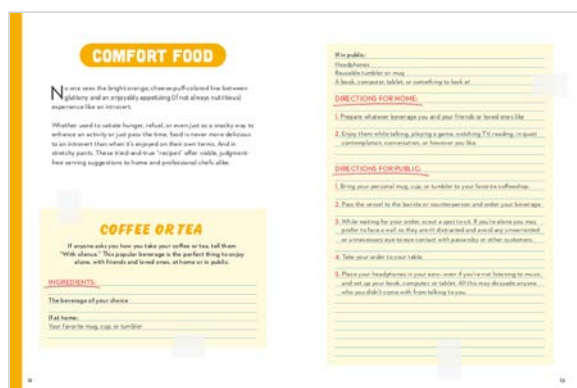 COMFORT FOOD
No one sees the bright orange, cheese puff-colored line between
gluttony and an enjoyably appetizing (if not always nutritious)
experience like an introvert.
Whether used to satiate hunger, refuel, or even just as a snacky way to
enhance an activity or just pass the time, food is never more delicious
to an introvert than when it's enjoyed on their own terms. And in
stretchy pants. These tried-and-true "recipes" offer viable, judgment-
free serving suggestions to home and professional chefs alike.
COFFEE OR TEA
If anyone asks you how you take your coffee or tea, tell them
"With silence." This popular beverage is the perfect thing to enjoy
alone, with friends and loved ones, at home or in public.
INGREDIENTS:
The beverage of your choice
If at home:
Your favorite mug, cup, or tumbler
If in public:
Headphones
Reusable tumbler or mug
A book, computer, tablet, or something to look at
DIRECTIONS FOR HOME:
1. Prepare whatever beverage you and your friends or loved ones like
2. Enjoy them while talking, playing a game, watching TV, reading, in quiet
contemplation, conversation, or however you like.
DIRECTIONS FOR PUBLIC:
1. Bring your personal mug, cup, or tumbler to your favorite coffeeshop.
2. Pass the vessel to the barista or counterperson and order your beverage.
3. While waiting for your order, scout a spot to sit. If you're alone you may
prefer to face a wall so they aren't distracted and avoid any unwanted
or unnecessary eye to eye contact with passersby or other customers.
4. Take your order to your table.
5. Place your headphones in your ears—even if you're not listening to music,
and set up your book, computer, or tablet. All this may dissuade anyone
who you didn't come with from talking to you.